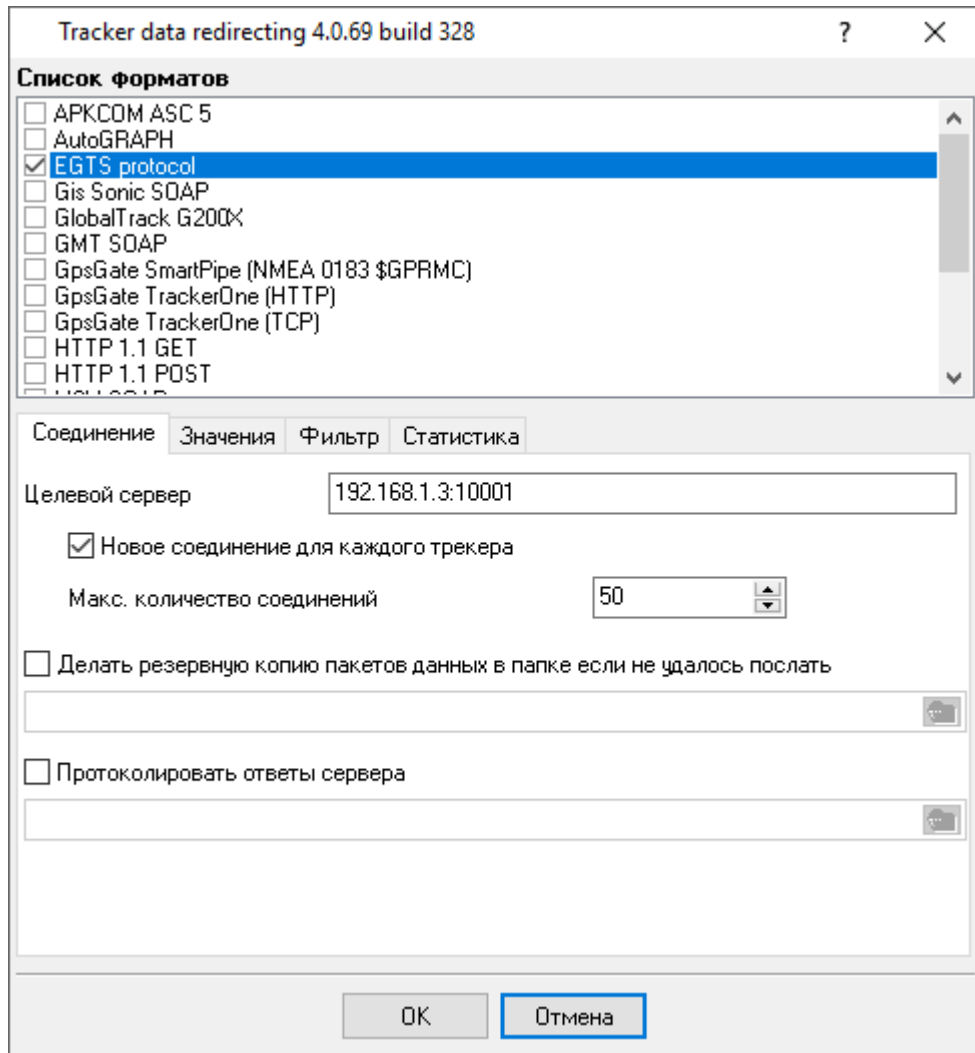 Tracker data redirecting 4.0.69 build 328 ?
Список форматов
APKCOM ASC 5
AutoGRAPH
EGTS protocol
Gis Sonic SOAP
GlobalTrack G200X
GMT SOAP
GpsGate SmartPipe (NMEA 0183 $GPRMC)
GpsGate TrackerOne (HTTP)
GpsGate TrackerOne (TCP)
HTTP 1.1 GET
HTTP 1.1 POST
Соединение Значения Фильтр Статистика
Целевой сервер 192.168.1.3:10001
Новое соединение для каждого трекера
Макс. количество соединений 50
Делать резервную копию пакетов данных в папке если не удалось послать
Протоколировать ответы сервера
OK Отмена